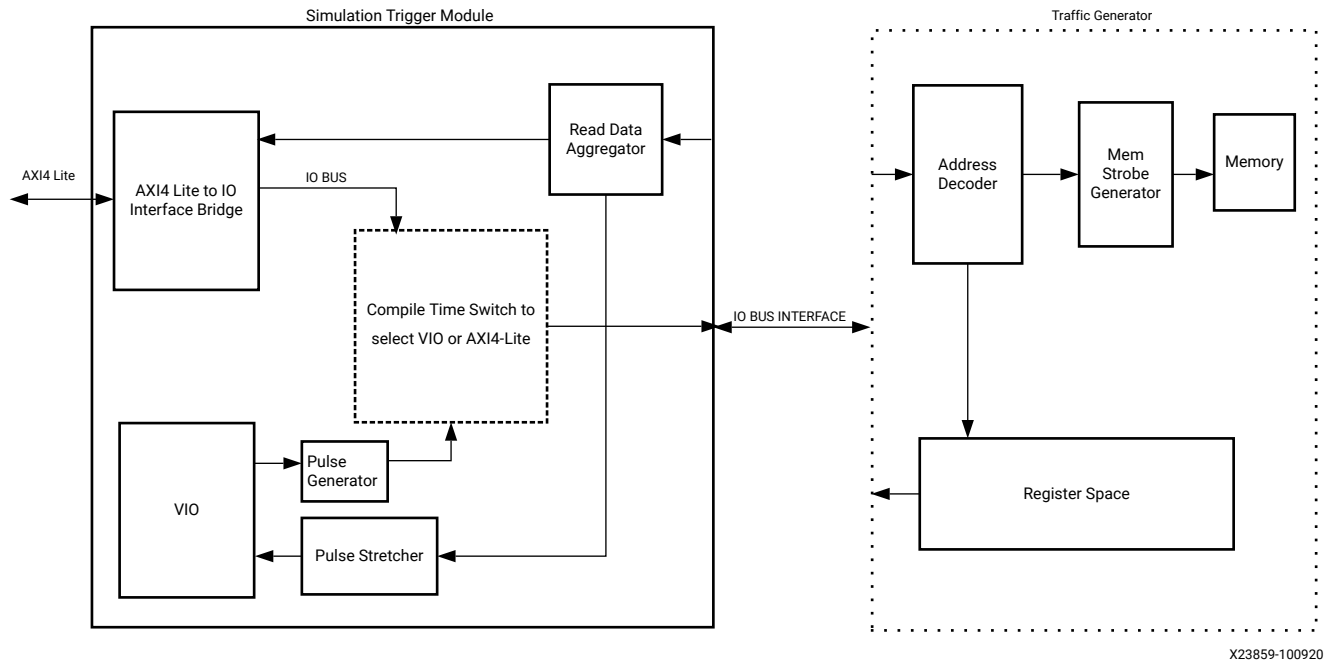 Simulation Trigger Module
Traffic Generator
Read Data
Aggregator
AXI4 Lite
AXI4 Lite to IO
Interface Bridge
IO BUS
Address
Decoder
Mem
Strobe
Generator
Memory
Compile Time Switch to
select VIO or AXI4-Lite
IO BUS INTERFACE
Pulse
Generator
VIO
Pulse Stretcher
Register Space
X23859-100920